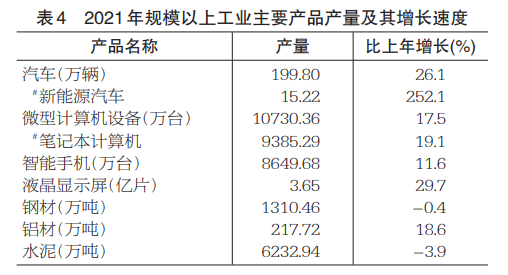 表4 2021年规模以上工业主要产品产量及其增长速度
产品名称 产量 比上年增长(%)
汽车(万辆) 199.80 26.1
#新能源汽车 15.22 252.1
微型计算机设备(万台) 10730.36 17.5
#笔记本计算机 9385.29 19.1
智能手机(万台) 8649.68 11.6
液晶显示屏(亿片) 3.65 29.7
钢材(万吨) 1310.46 −0.4
铝材(万吨) 217.72 18.6
水泥(万吨) 6232.94 −3.9